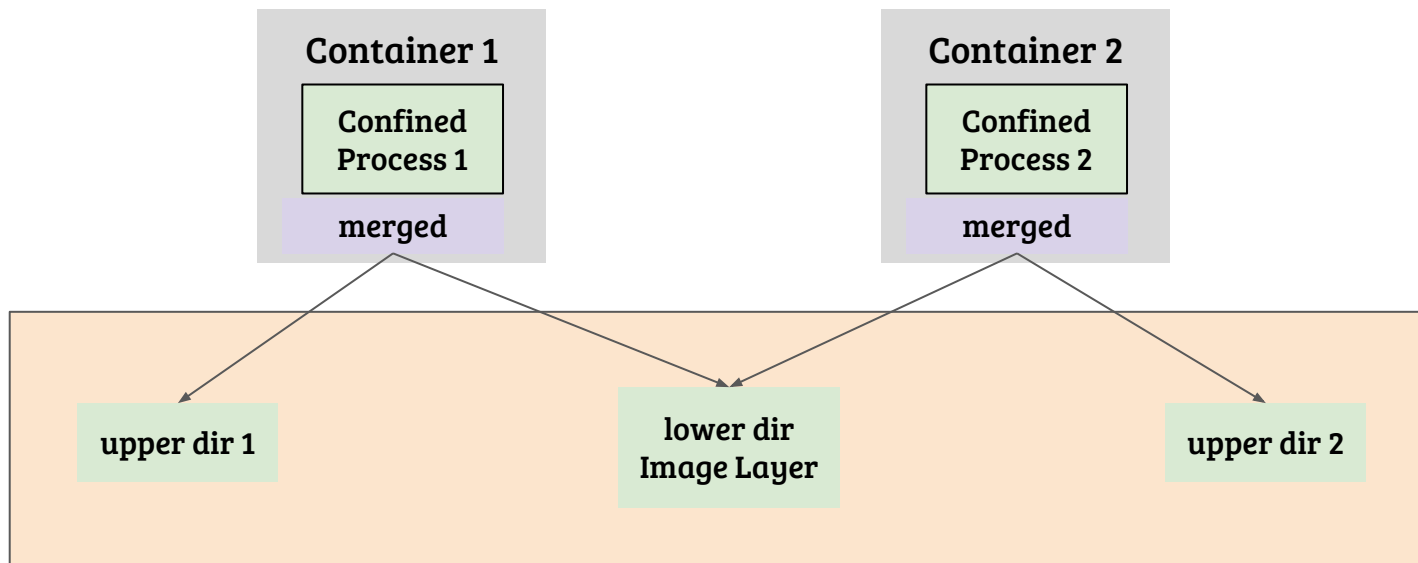 Container 1
Confined
Process 1
merged
Container 2
Confined
Process 2
merged
upper dir 1
lower dir
Image Layer
upper dir 2